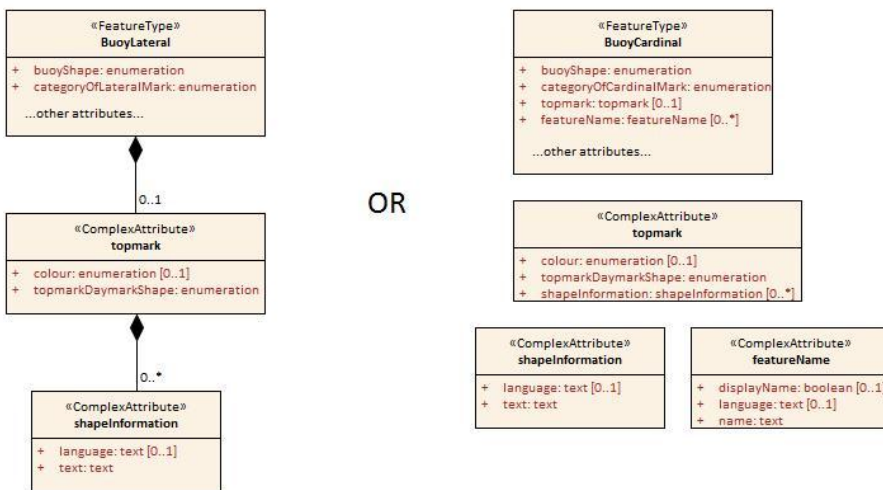 «FeatureType»
BuoyLateral
+ buoyShape: enumeration
+ categoryOfLateralMark: enumeration
...other attributes...
0..1
«ComplexAttribute»
topmark
+ colour: enumeration [0..1]
+ topmarkDaymarkShape: enumeration
0..*
«ComplexAttribute»
shapeInformation
+ language: text [0..1]
+ text: text
OR
«FeatureType»
BuoyCardinal
+ buoyShape: enumeration
+ categoryOfCardinalMark: enumeration
+ topmark: topmark [0..1]
+ featureName: featureName [0..*]
...other attributes...
«ComplexAttribute»
topmark
+ colour: enumeration [0..1]
+ topmarkDaymarkShape: enumeration
+ shapeInformation: shapeInformation [0..*]
«ComplexAttribute»
shapeInformation
+ language: text [0..1]
+ text: text
«ComplexAttribute»
featureName
+ displayName: boolean [0..1]
+ language: text [0..1]
+ name: text